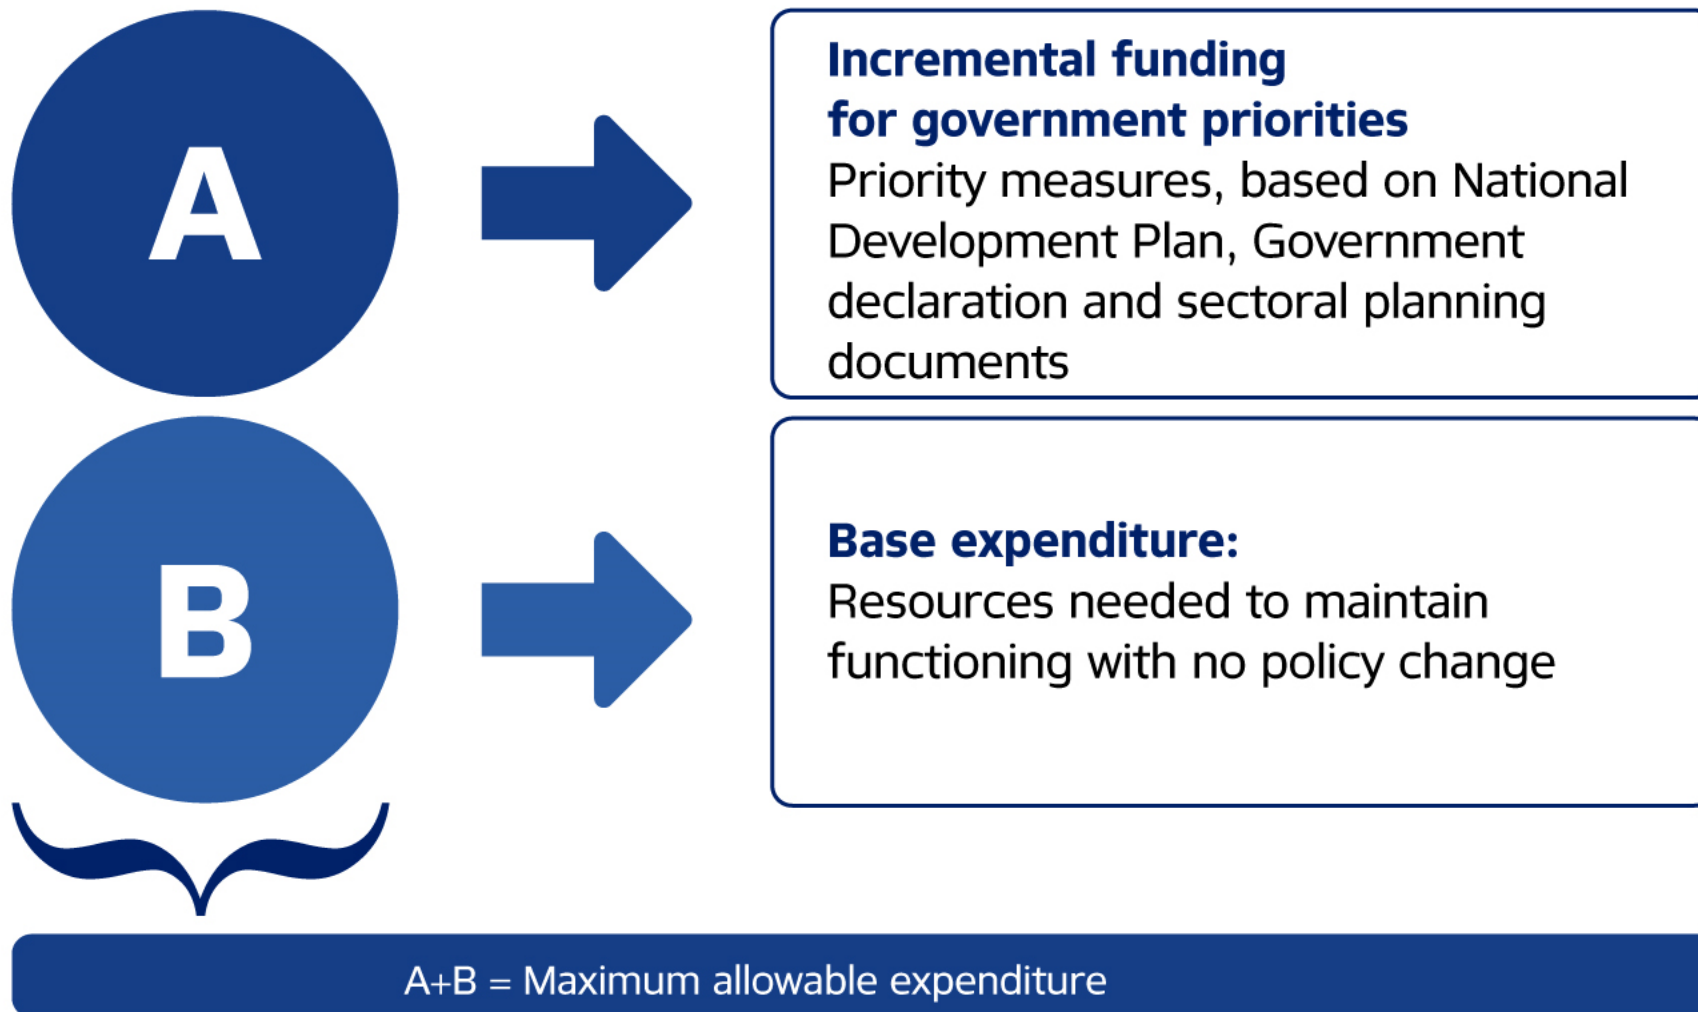 A
Incremental funding
for government priorities
Priority measures, based on National
Development Plan, Government
declaration and sectoral planning
documents
B
Base expenditure:
Resources needed to maintain
functioning with no policy change
A+B = Maximum allowable expenditure